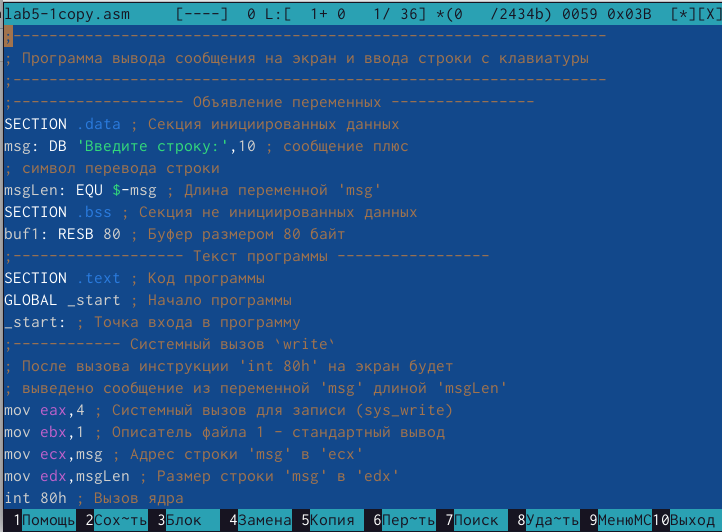 lab5-1copy.asm [----] 0 L:[ 1+ 0 1/ 36] *(0 /2434b) 0059 0x03B [*][X]
;------------------------------------------------------------------
; Программа вывода сообщения на экран и ввода строки с клавиатуры
;------------------------------------------------------------------
;------------------- Объявление переменных ----------------
SECTION .data ; Секция инициированных данных
msg: DB 'Введите строку:',10 ; сообщение плюс
; символ перевода строки
msgLen: EQU $-msg ; Длина переменной 'msg'
SECTION .bss ; Секция не инициированных данных
buf1: RESB 80 ; Буфер размером 80 байт
;------------------- Текст программы -----------------
SECTION .text ; Код программы
GLOBAL _start ; Начало программы
_start: ; Точка входа в программу
;------------ Системный вызов `write`
; После вызова инструкции 'int 80h' на экран будет
; выведено сообщение из переменной 'msg' длиной 'msgLen'
mov eax,4 ; Системный вызов для записи (sys_write)
mov ebx,1 ; Описатель файла 1 - стандартный вывод
mov ecx,msg ; Адрес строки 'msg' в 'ecx'
mov edx,msgLen ; Размер строки 'msg' в 'edx'
int 80h ; Вызов ядра
1Помощь 2Сох~ть 3Блок 4Замена 5Копия 6Пер~ть 7Поиск 8Уда~ть 9МенюМС 10Выход